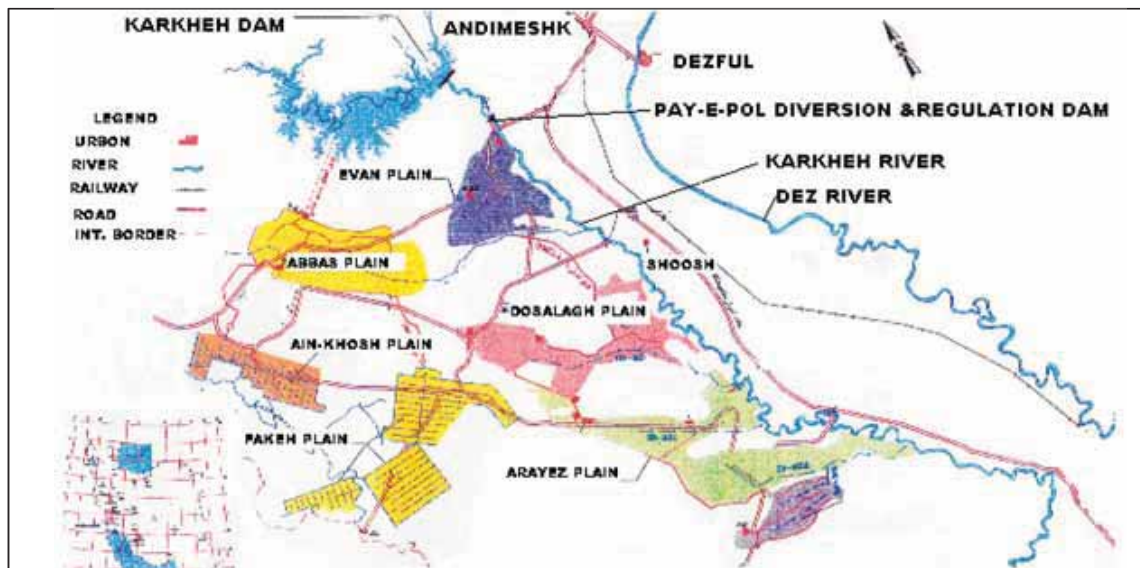 KARKHEH DAM
ANDIMESHK
DEZFUL
PAY-E-POL DIVERSION &REGULATION DAM
LEGEND
URBON
RIVER
RAILWAY
ROAD
INT. BORDER
EVAN PLAIN
KARKHEH RIVER
DEZ RIVER
ABBAS PLAIN
SHOOSH
DOSALAGH PLAIN
AIN-KHOSH PLAIN
FAKEH PLAIN
ARAYEZ PLAIN